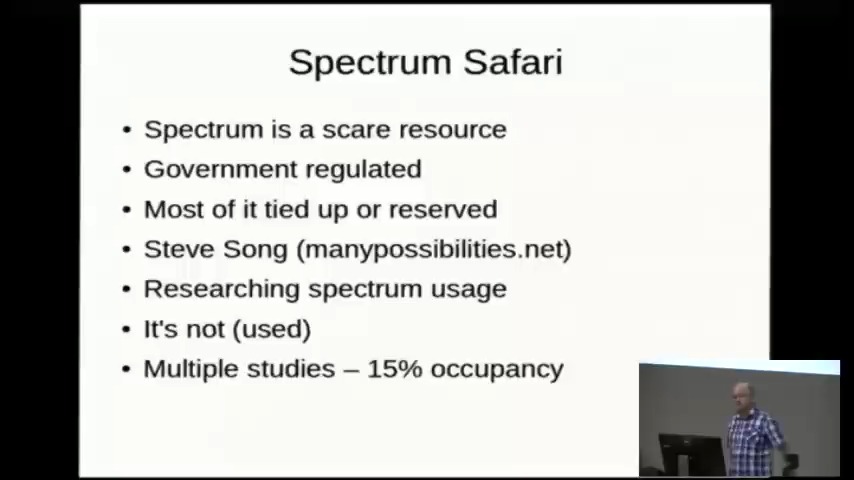 Spectrum Safari
• Spectrum is a scare resource
• Government regulated
• Most of it tied up or reserved
• Steve Song (manypossibilities.net)
• Researching spectrum usage
• It's not (used)
• Multiple studies – 15% occupancy